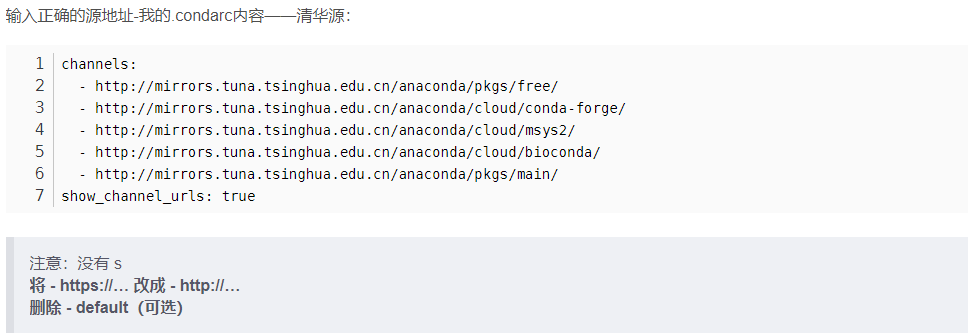 输入正确的源地址-我的.condarc内容——清华源：
1 channels:
2   - http://mirrors.tuna.tsinghua.edu.cn/anaconda/pkgs/free/
3   - http://mirrors.tuna.tsinghua.edu.cn/anaconda/cloud/conda-forge/
4   - http://mirrors.tuna.tsinghua.edu.cn/anaconda/cloud/msys2/
5   - http://mirrors.tuna.tsinghua.edu.cn/anaconda/cloud/bioconda/
6   - http://mirrors.tuna.tsinghua.edu.cn/anaconda/pkgs/main/
7 show_channel_urls: true
注意：没有 s
将 - https://… 改成 - http://…
删除 - default（可选）